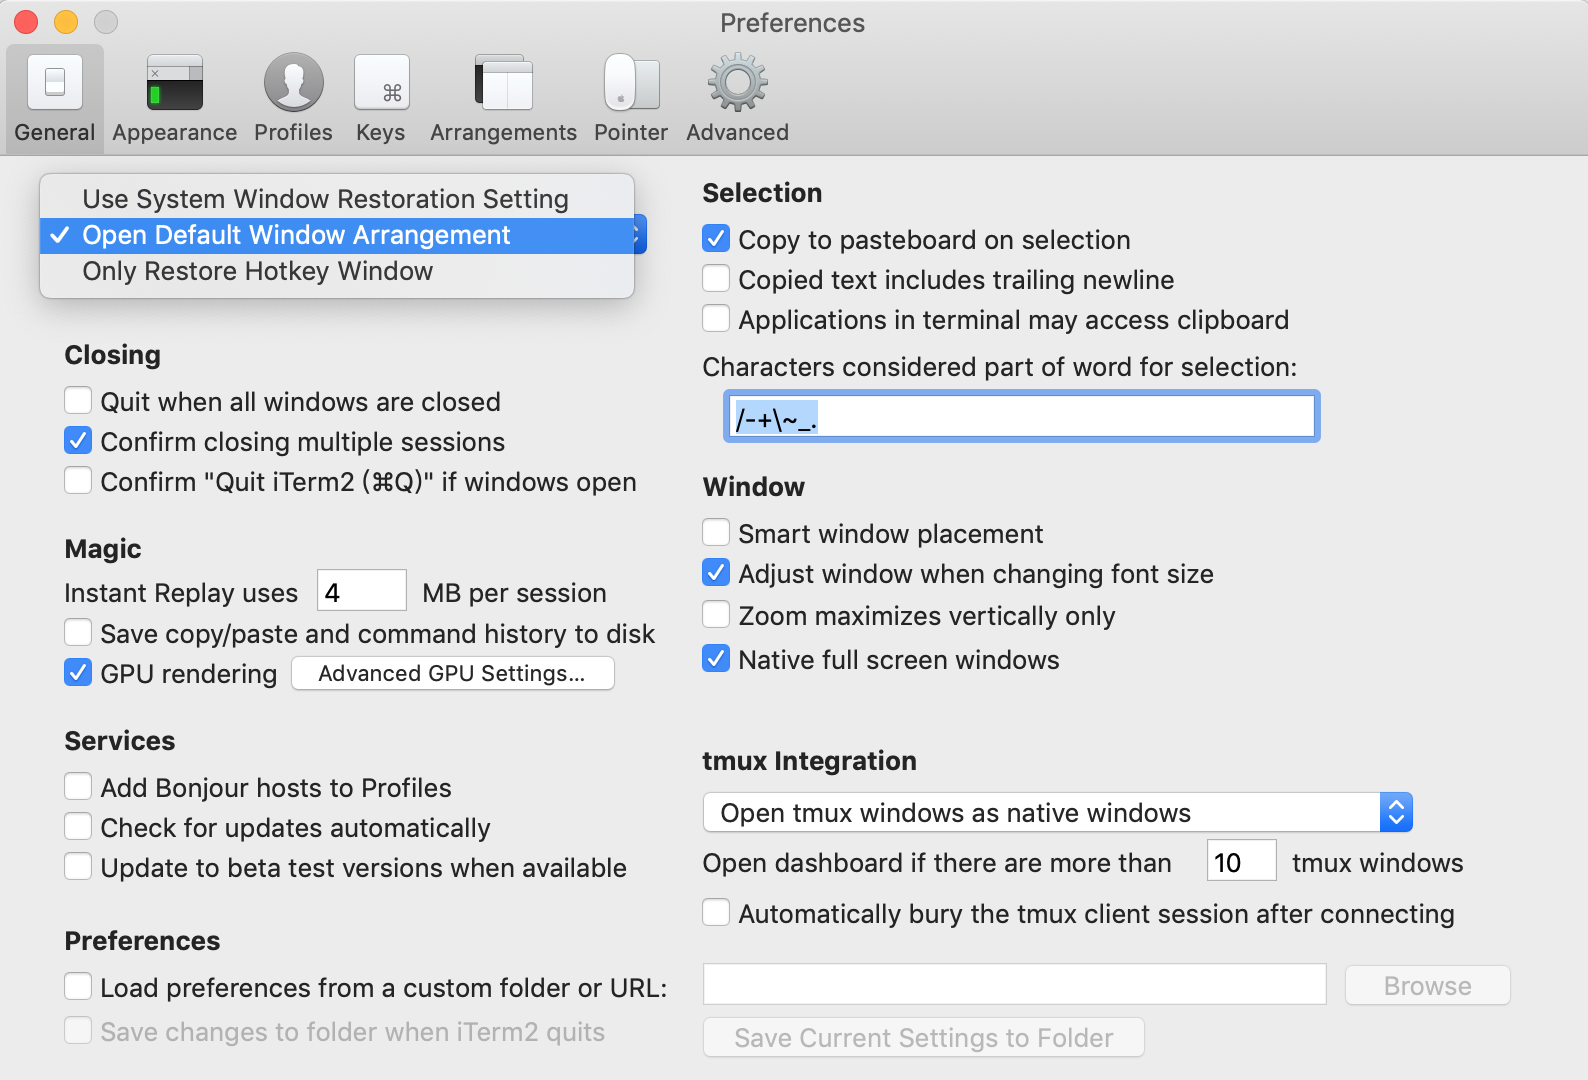 Preferences
General
Appearance
Profiles
Keys
Arrangements
Pointer
Advanced
Use System Window Restoration Setting
✓ Open Default Window Arrangement
Only Restore Hotkey Window
Closing
Quit when all windows are closed
Confirm closing multiple sessions
Confirm "Quit iTerm2 (⌘Q)" if windows open
Magic
Instant Replay uses 4 MB per session
Save copy/paste and command history to disk
GPU rendering Advanced GPU Settings...
Services
Add Bonjour hosts to Profiles
Check for updates automatically
Update to beta test versions when available
Preferences
Load preferences from a custom folder or URL:
Save changes to folder when iTerm2 quits
Selection
Copy to pasteboard on selection
Copied text includes trailing newline
Applications in terminal may access clipboard
Characters considered part of word for selection:
/-+\~_.
Window
Smart window placement
Adjust window when changing font size
Zoom maximizes vertically only
Native full screen windows
tmux Integration
Open tmux windows as native windows
Open dashboard if there are more than 10 tmux windows
Automatically bury the tmux client session after connecting
Browse
Save Current Settings to Folder